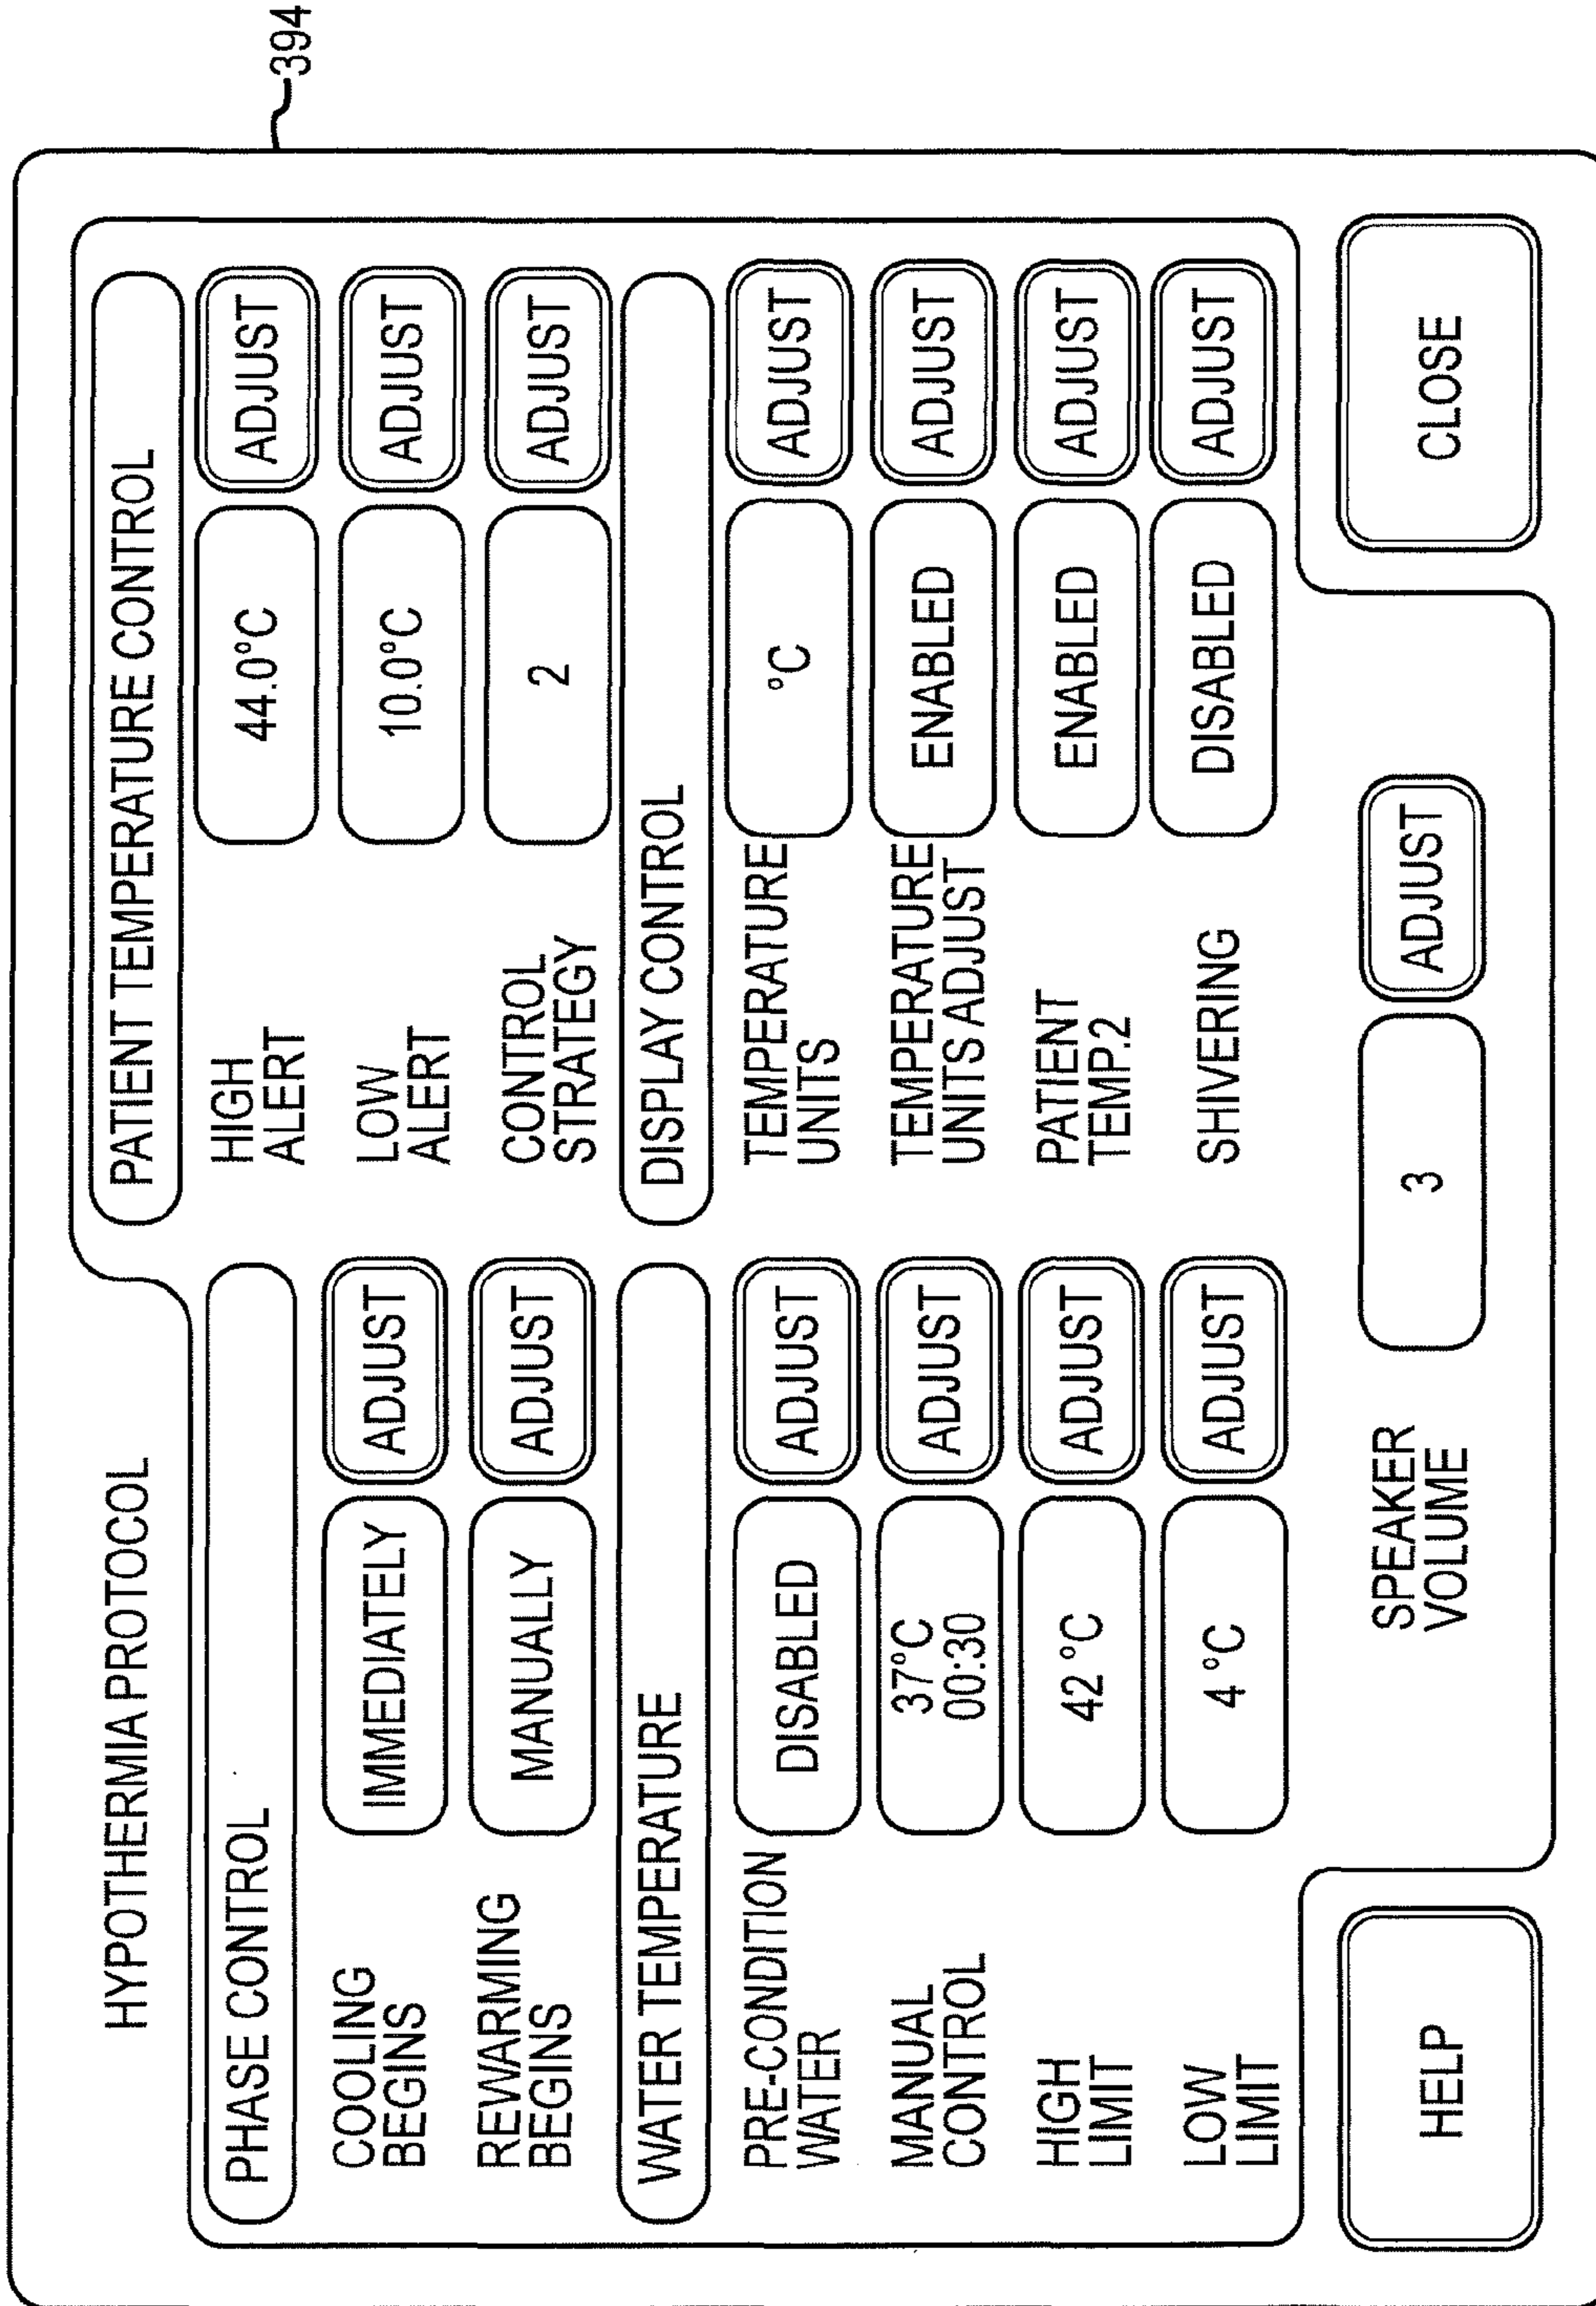 394
HYPOTHERMIA PROTOCOL
PHASE CONTROL
COOLING
BEGINS
IMMEDIATELY
ADJUST
REWARMING
BEGINS
MANUALLY
ADJUST
WATER TEMPERATURE
PRE-CONDITION
WATER
DISABLED
ADJUST
MANUAL
CONTROL
37°C
00:30
ADJUST
HIGH
LIMIT
42 °C
ADJUST
LOW
LIMIT
4 °C
ADJUST
PATIENT TEMPERATURE CONTROL
HIGH
ALERT
44.0°C
ADJUST
LOW
ALERT
10.0°C
ADJUST
CONTROL
STRATEGY
2
ADJUST
DISPLAY CONTROL
TEMPERATURE
UNITS
°C
ADJUST
TEMPERATURE
UNITS ADJUST
ENABLED
ADJUST
PATIENT
TEMP.2
ENABLED
ADJUST
SHIVERING
DISABLED
ADJUST
SPEAKER
VOLUME
3
ADJUST
HELP
CLOSE